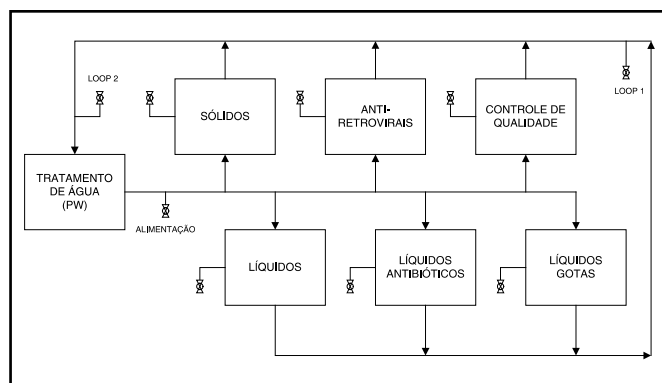 LOOP 2
LOOP 1
SÓLIDOS
ANTI-
RETROVIRAIS
CONTROLE DE
QUALIDADE
TRATAMENTO
DE ÁGUA
(PW)
ALIMENTAÇÃO
LÍQUIDOS
LÍQUIDOS
ANTIBIÓTICOS
LÍQUIDOS
GOTAS